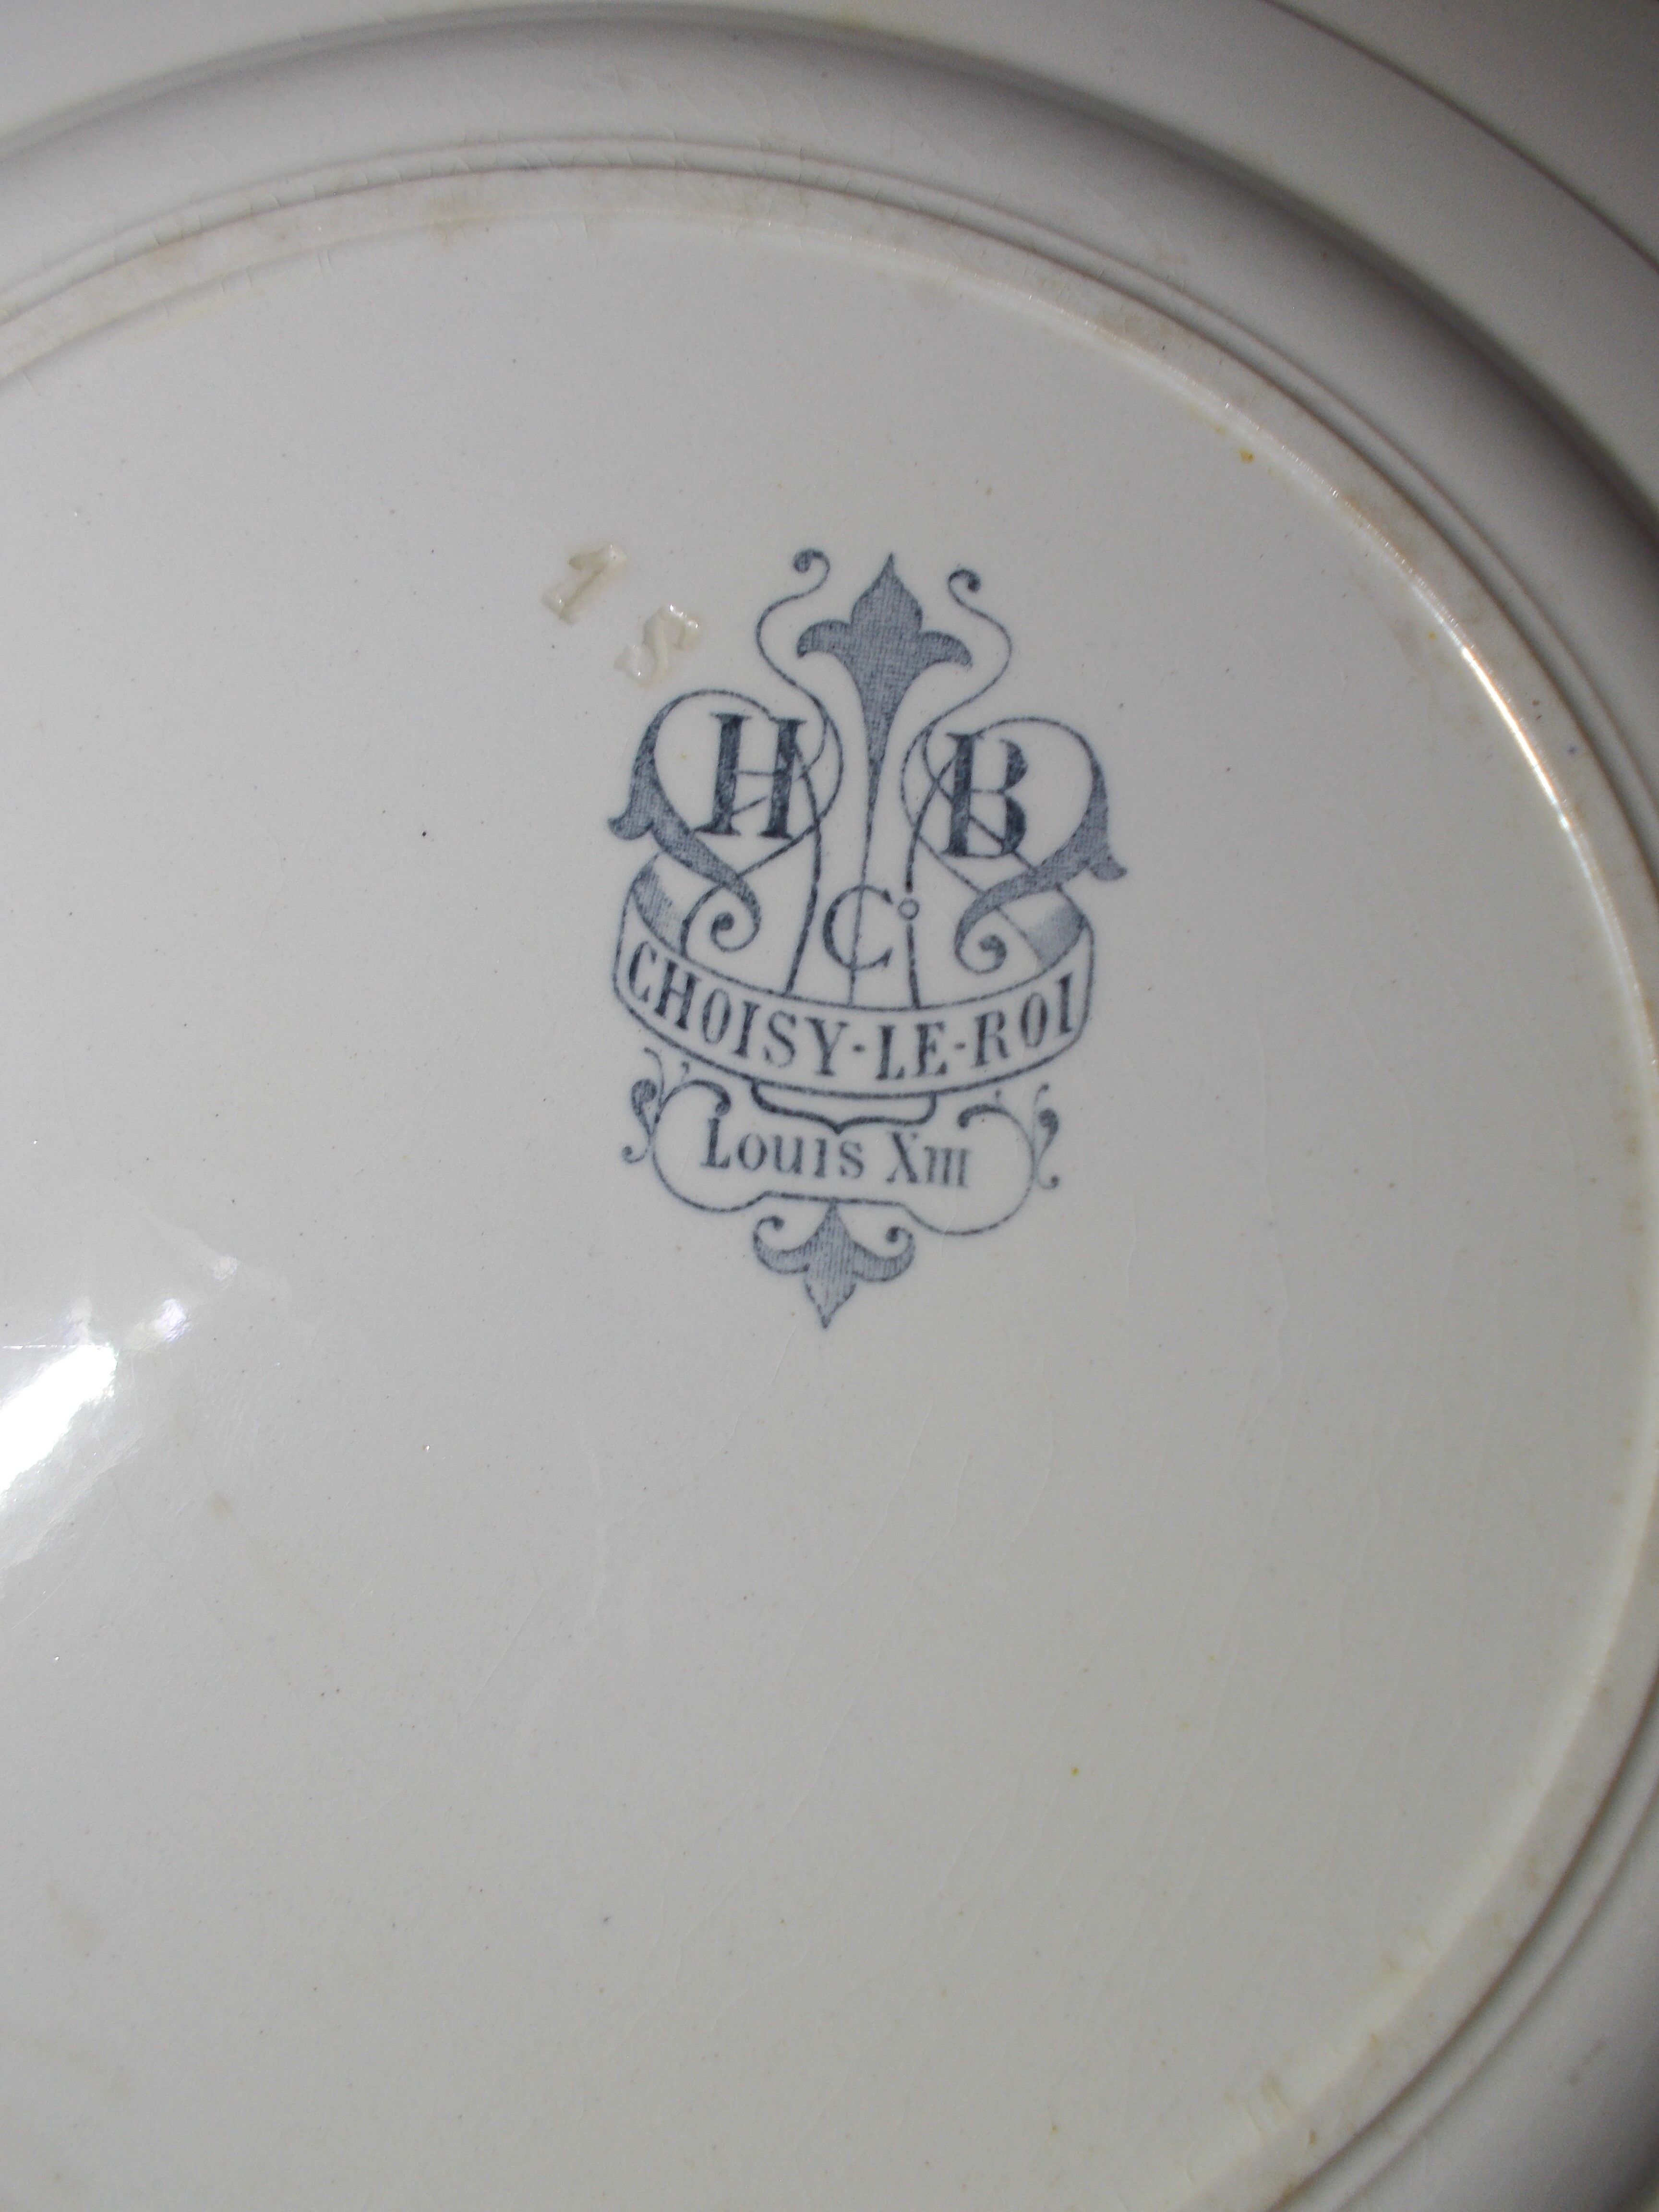 1 S
H B
C°
CHOISY-LE-ROI
Louis XIII